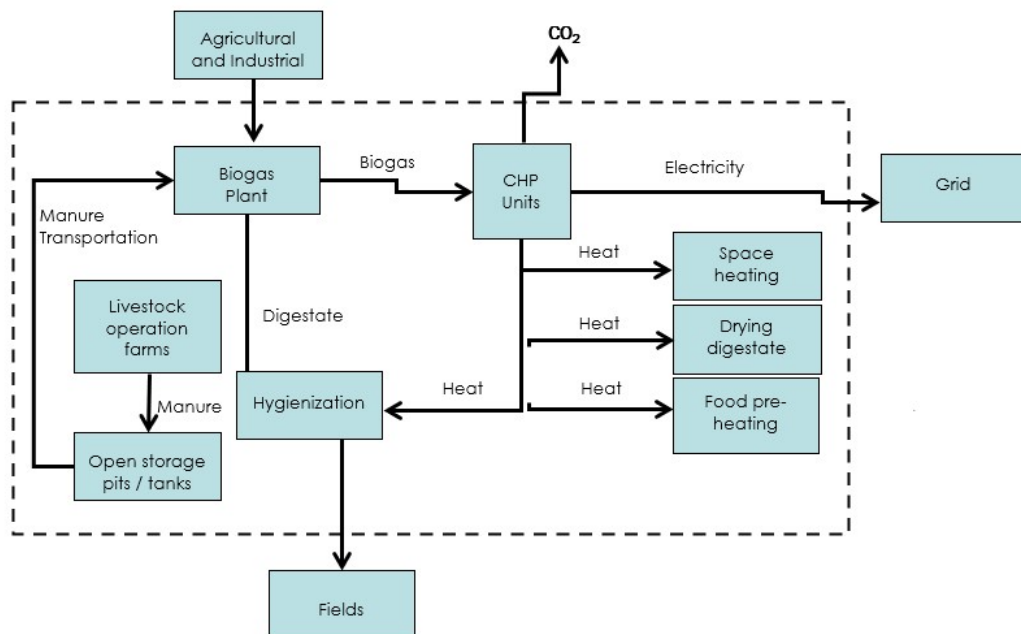 Agricultural
and Industrial
CO₂
Biogas
Plant
Biogas
CHP
Units
Electricity
Grid
Manure
Transportation
Heat
Space
heating
Livestock
operation
farms
Digestate
Heat
Drying
digestate
Manure
Hygienization
Heat
Heat
Food pre-
heating
Open storage
pits / tanks
Fields